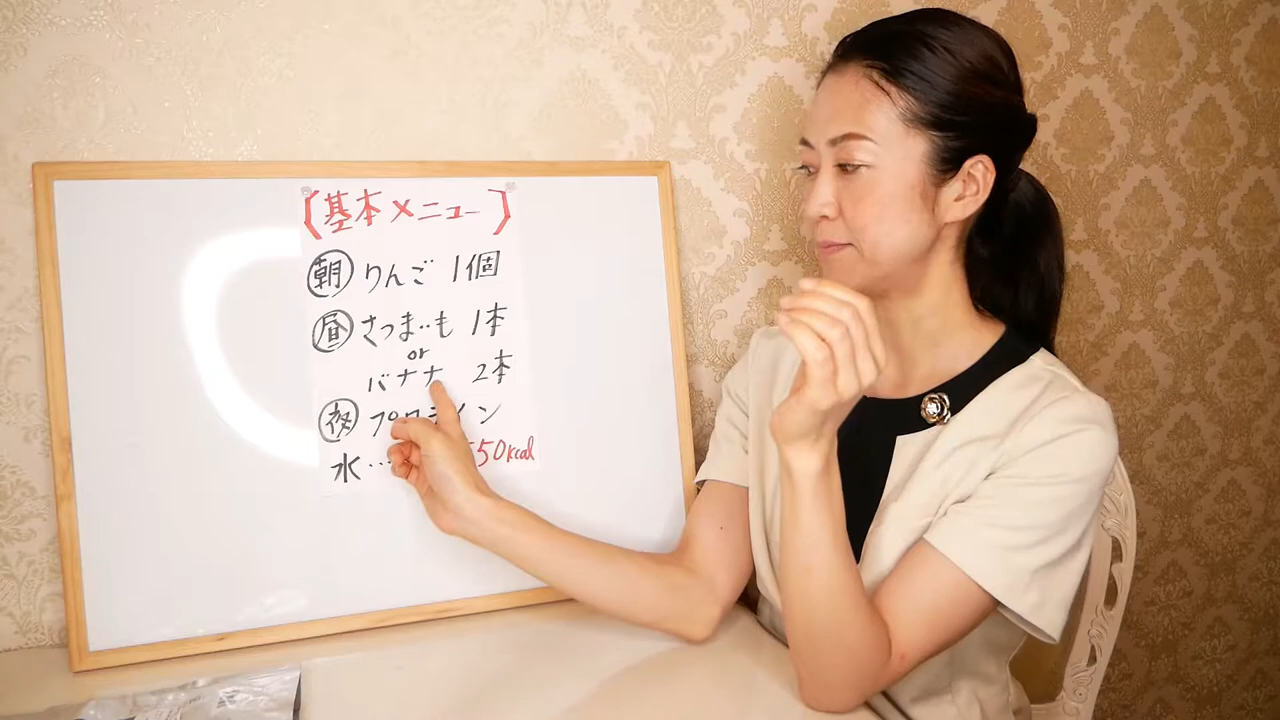 【基本メニュー】
朝 りんご 1個
昼 さつまいも 1本
or
バナナ 2本
夜 プロテイン
水… 50kcal